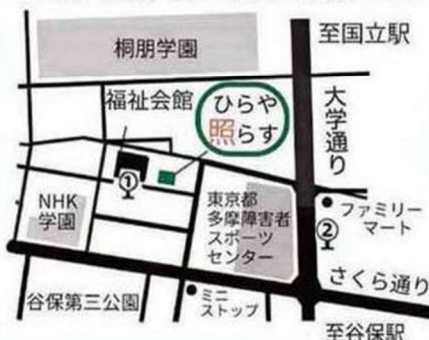 桐朋学園
至国立駅
福祉会館
ひらや
照らす
大学通り
①
NHK
学園
東京都
多摩障害者
スポーツ
センター
ファミリー
マート
②
さくら通り
谷保第三公園
ミニ
ストップ
至谷保駅